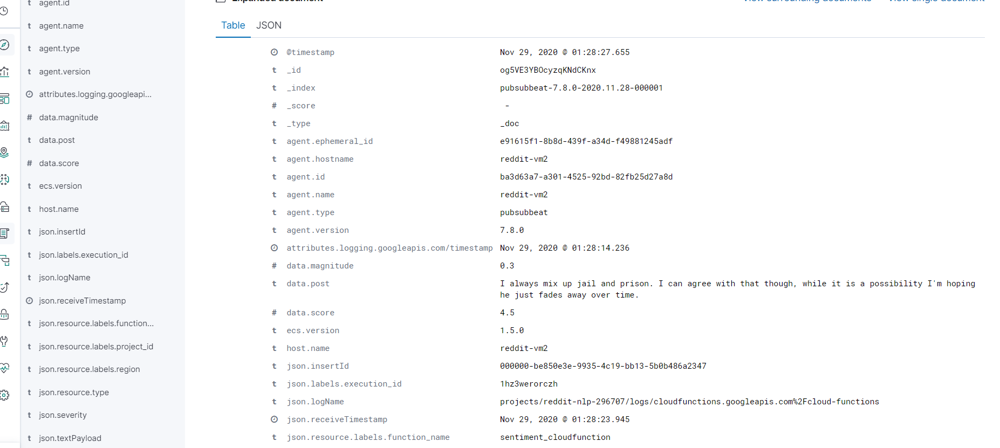 agent.id
Expanded document View surrounding documents View single document
agent.name
Table JSON
agent.type
agent.version
attributes.logging.googleapi...
data.magnitude
data.post
data.score
ecs.version
host.name
json.insertId
json.labels.execution_id
json.logName
json.receiveTimestamp
json.resource.labels.function...
json.resource.labels.project_id
json.resource.labels.region
json.resource.type
json.severity
json.textPayload
@timestamp Nov 29, 2020 @ 01:28:27.655
t _id og5VE3YBOcyzqKNdCKnx
t _index pubsubbeat-7.8.0-2020.11.28-000001
# _score -
t _type _doc
t agent.ephemeral_id e91615f1-8b8d-439f-a34d-f49881245adf
t agent.hostname reddit-vm2
t agent.id ba3d63a7-a301-4525-92bd-82fb25d27a8d
t agent.name reddit-vm2
t agent.type pubsubbeat
t agent.version 7.8.0
attributes.logging.googleapis.com/timestamp Nov 29, 2020 @ 01:28:14.236
# data.magnitude 0.3
t data.post I always mix up jail and prison. I can agree with that though, while it is a possibility I'm hoping
he just fades away over time.
# data.score 4.5
t ecs.version 1.5.0
t host.name reddit-vm2
t json.insertId 000000-be850e3e-9935-4c19-bb13-5b0b486a2347
t json.labels.execution_id 1hz3werorczh
t json.logName projects/reddit-nlp-296707/logs/cloudfunctions.googleapis.com%2Fcloud-functions
json.receiveTimestamp Nov 29, 2020 @ 01:28:23.945
t json.resource.labels.function_name sentiment_cloudfunction